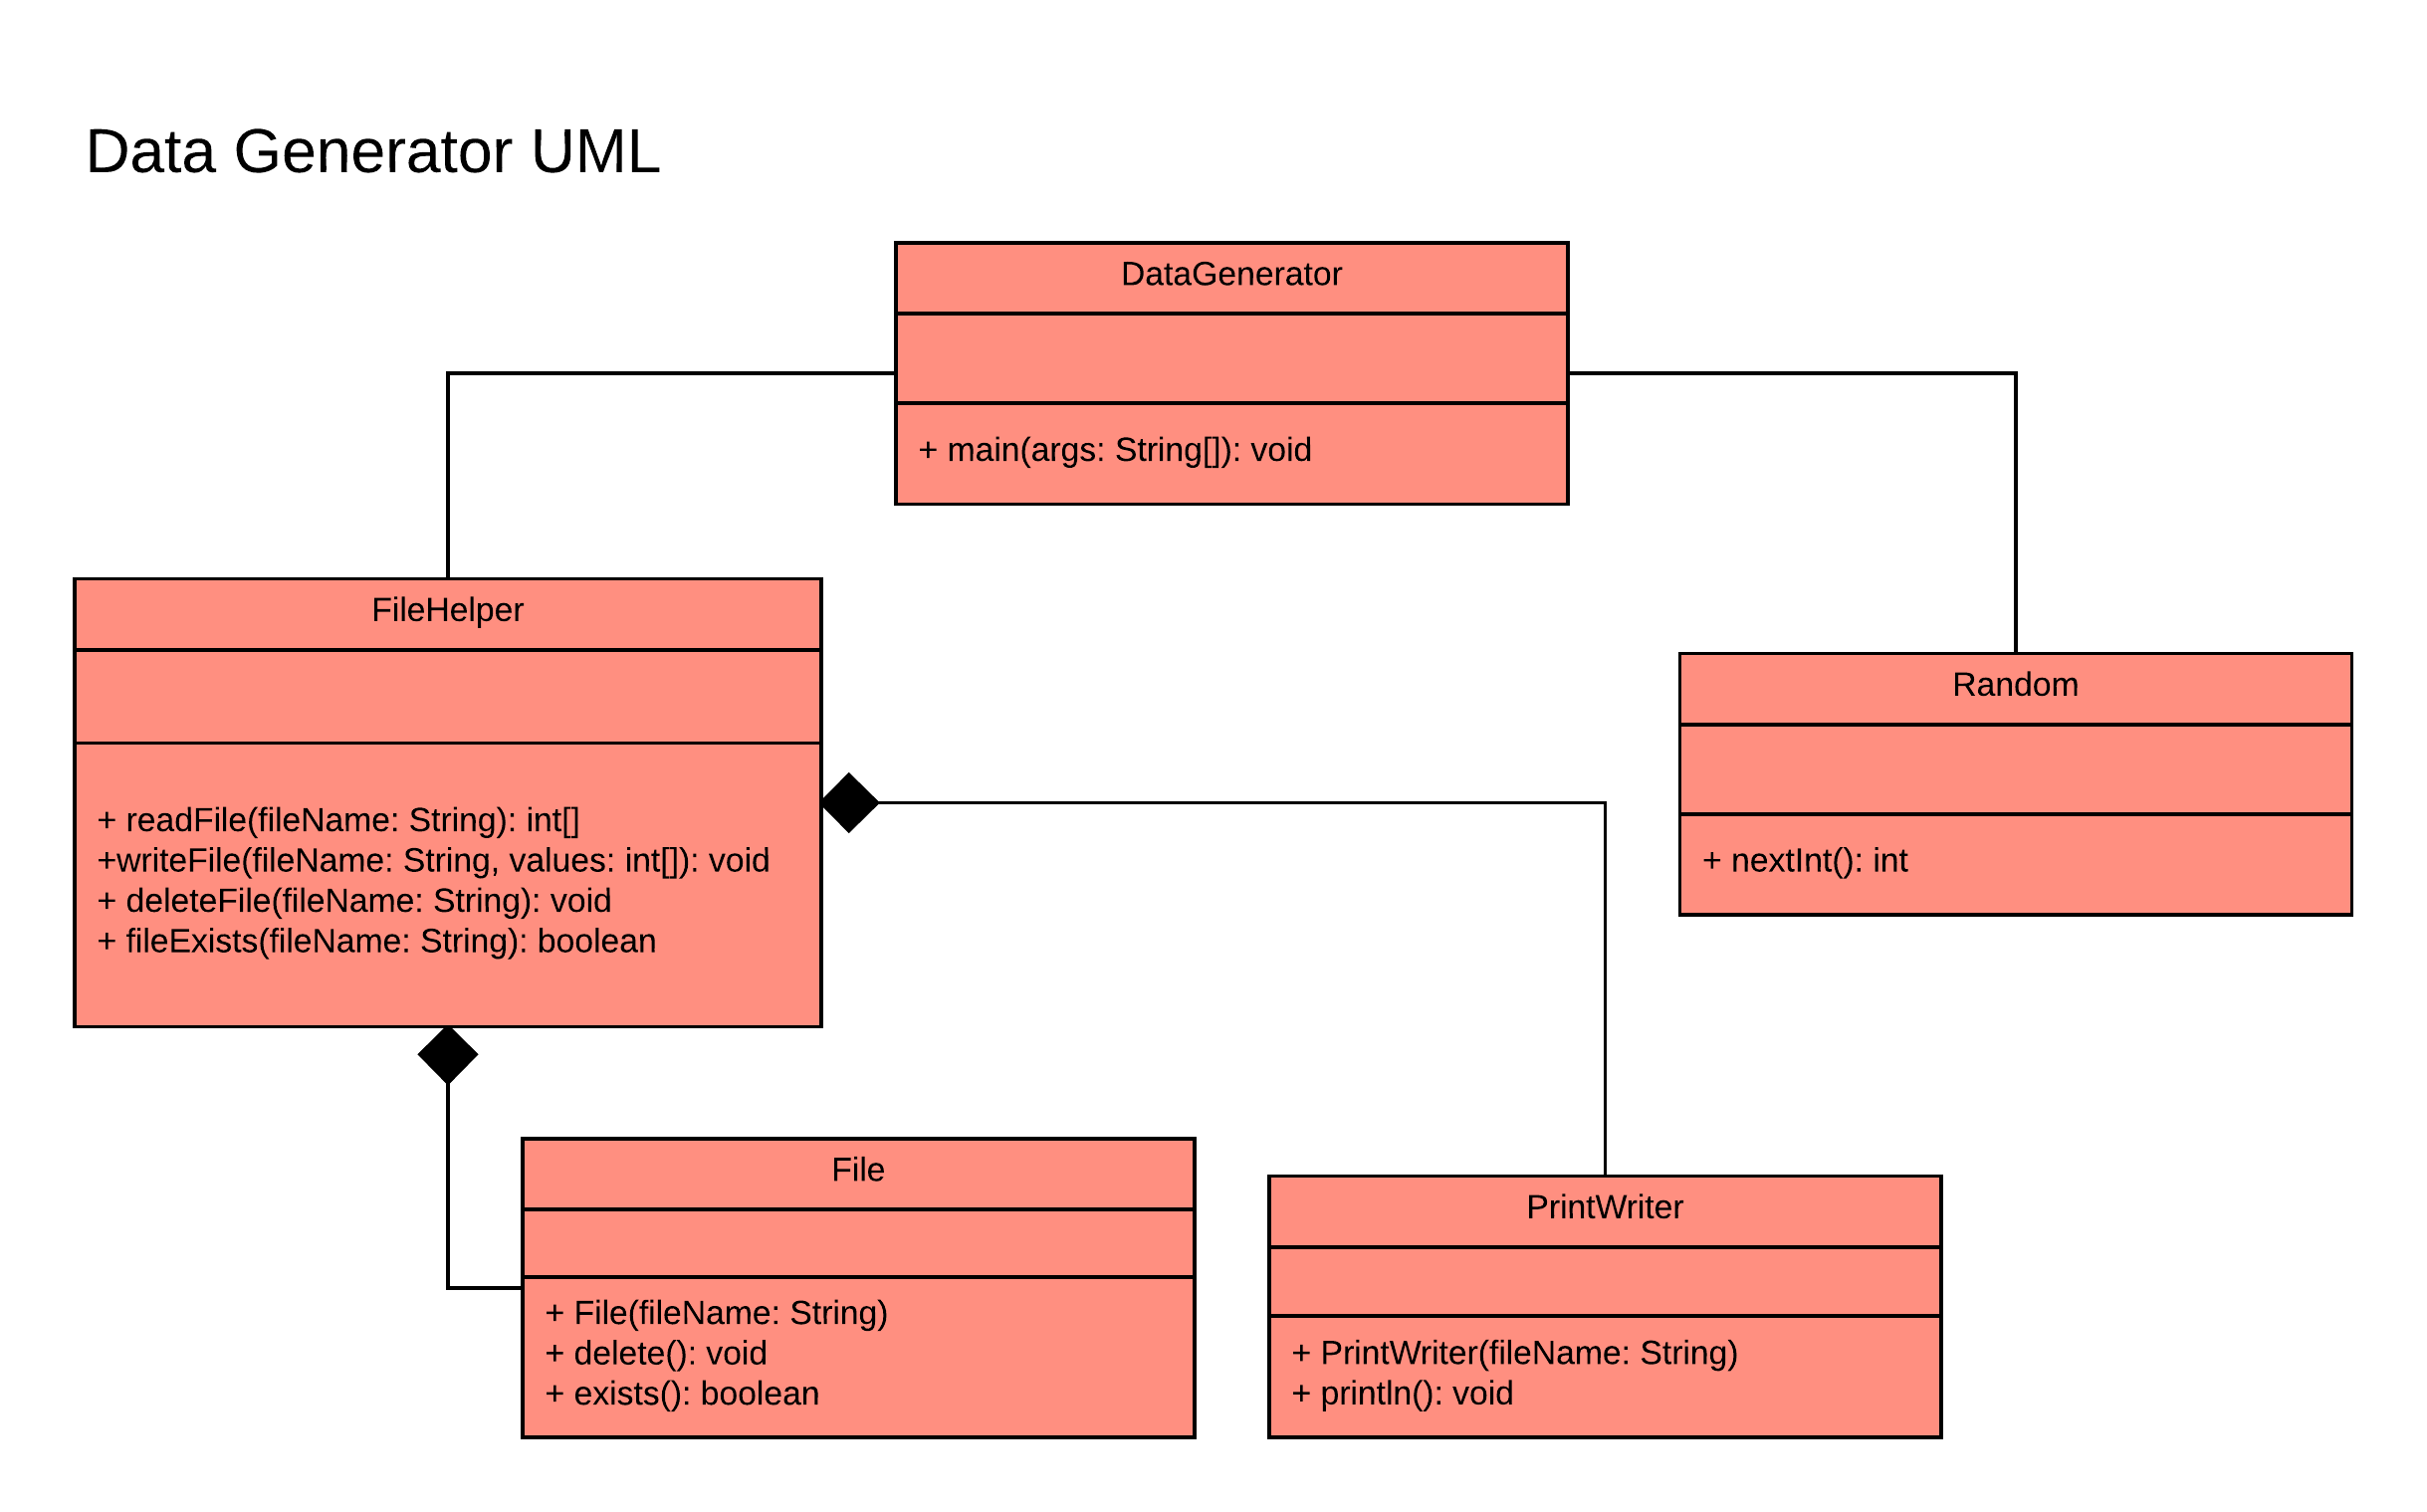 Data Generator UML
DataGenerator
+ main(args: String[]): void
FileHelper
+ readFile(fileName: String): int[]
+writeFile(fileName: String, values: int[]): void
+ deleteFile(fileName: String): void
+ fileExists(fileName: String): boolean
Random
+ nextInt(): int
File
+ File(fileName: String)
+ delete(): void
+ exists(): boolean
PrintWriter
+ PrintWriter(fileName: String)
+ println(): void